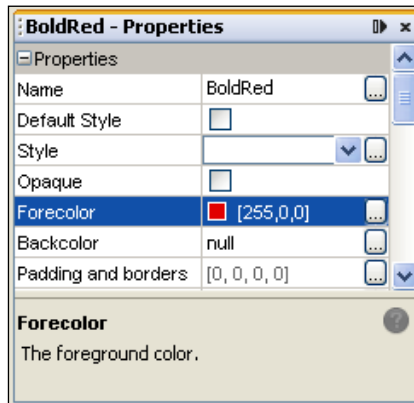 BoldRed - Properties
Properties
Name BoldRed ...
Default Style
Style ...
Opaque
Forecolor [255,0,0] ...
Backcolor null ...
Padding and borders [0, 0, 0, 0] ...
Forecolor ?
The foreground color.